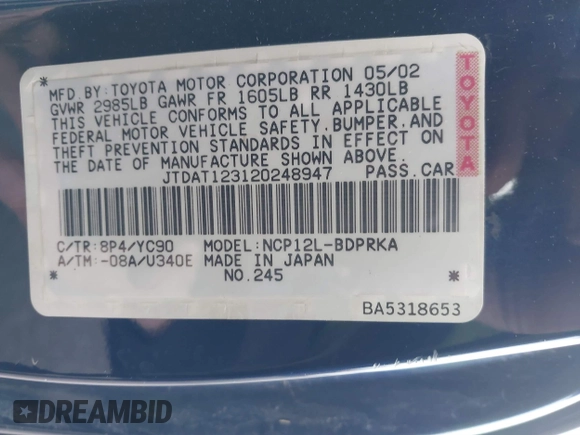 MFD. BY: TOYOTA MOTOR CORPORATION 05/02
GVWR 2985LB GAWR FR 1605LB RR 1430LB
THIS VEHICLE CONFORMS TO ALL APPLICABLE
FEDERAL MOTOR VEHICLE SAFETY, BUMPER, AND
THEFT PREVENTION STANDARDS IN EFFECT ON
THE DATE OF MANUFACTURE SHOWN ABOVE.
JTDAT123120248947 PASS. CAR
TOYOTA
C/TR: 8P4/YC90 MODEL: NCP12L-BDPRKA
A/TM: -08A/U340E MADE IN JAPAN
* NO. 245 *
BA5318653
DREAMBID